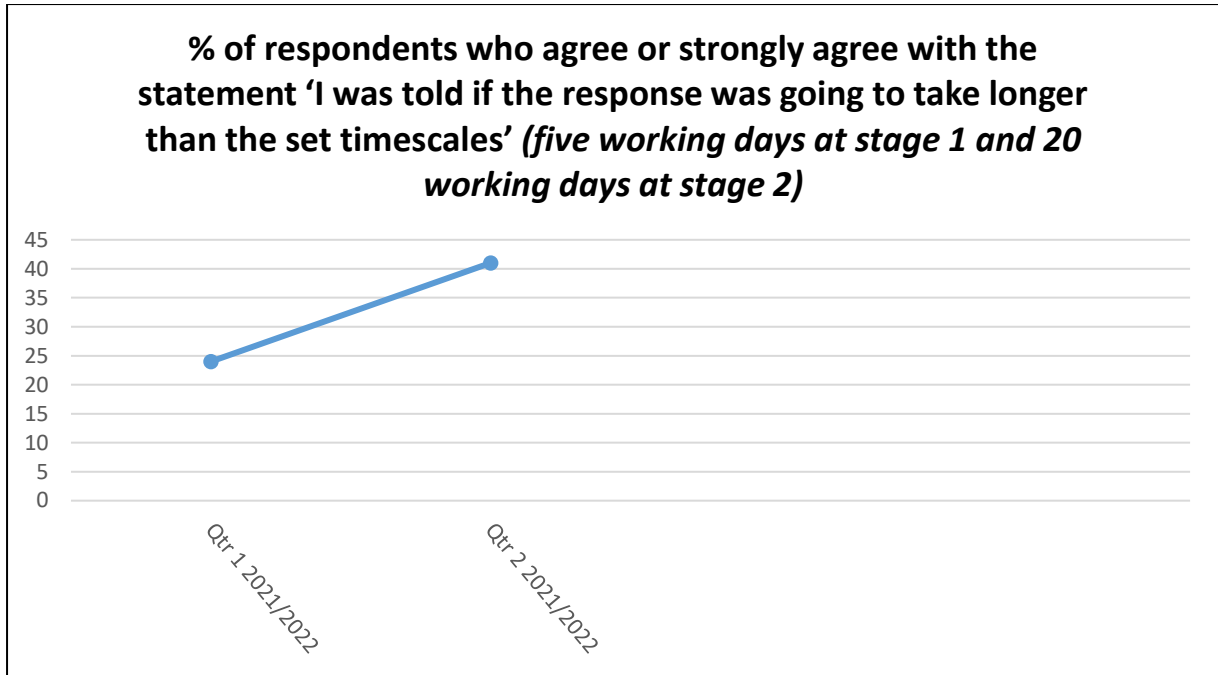 % of respondents who agree or strongly agree with the
statement ‘I was told if the response was going to take longer
than the set timescales’ (five working days at stage 1 and 20
working days at stage 2)
45
40
35
30
25
20
15
10
5
0
Qtr 1 2021/2022
Qtr 2 2021/2022